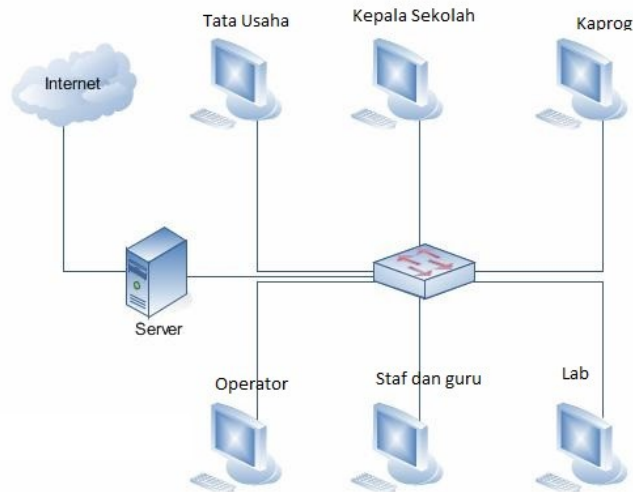 Tata Usaha
Kepala Sekolah
Kaprog
Internet
Server
Operator
Staf dan guru
Lab